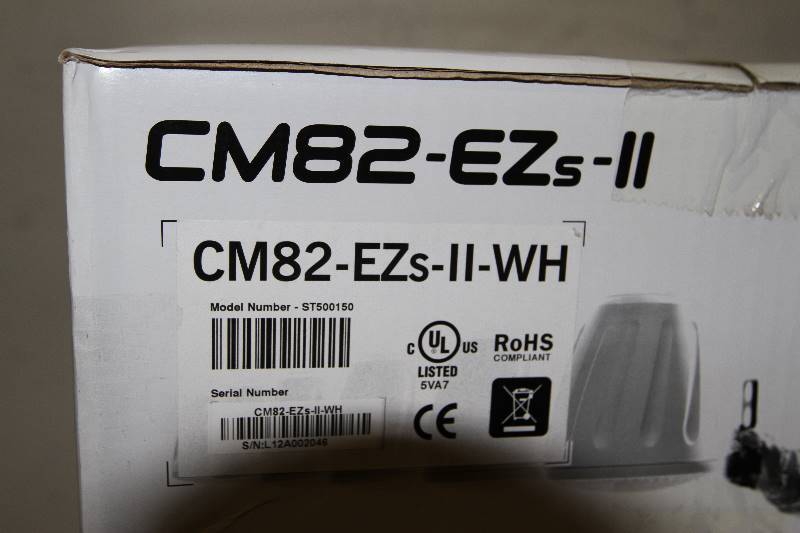 CM82-EZs-II
CM82-EZs-II-WH
Model Number - ST500150
C UL US
LISTED
5VA7
RoHS
COMPLIANT
Serial Number
CM82-EZs-II-WH
S/N:L12A002046
CE